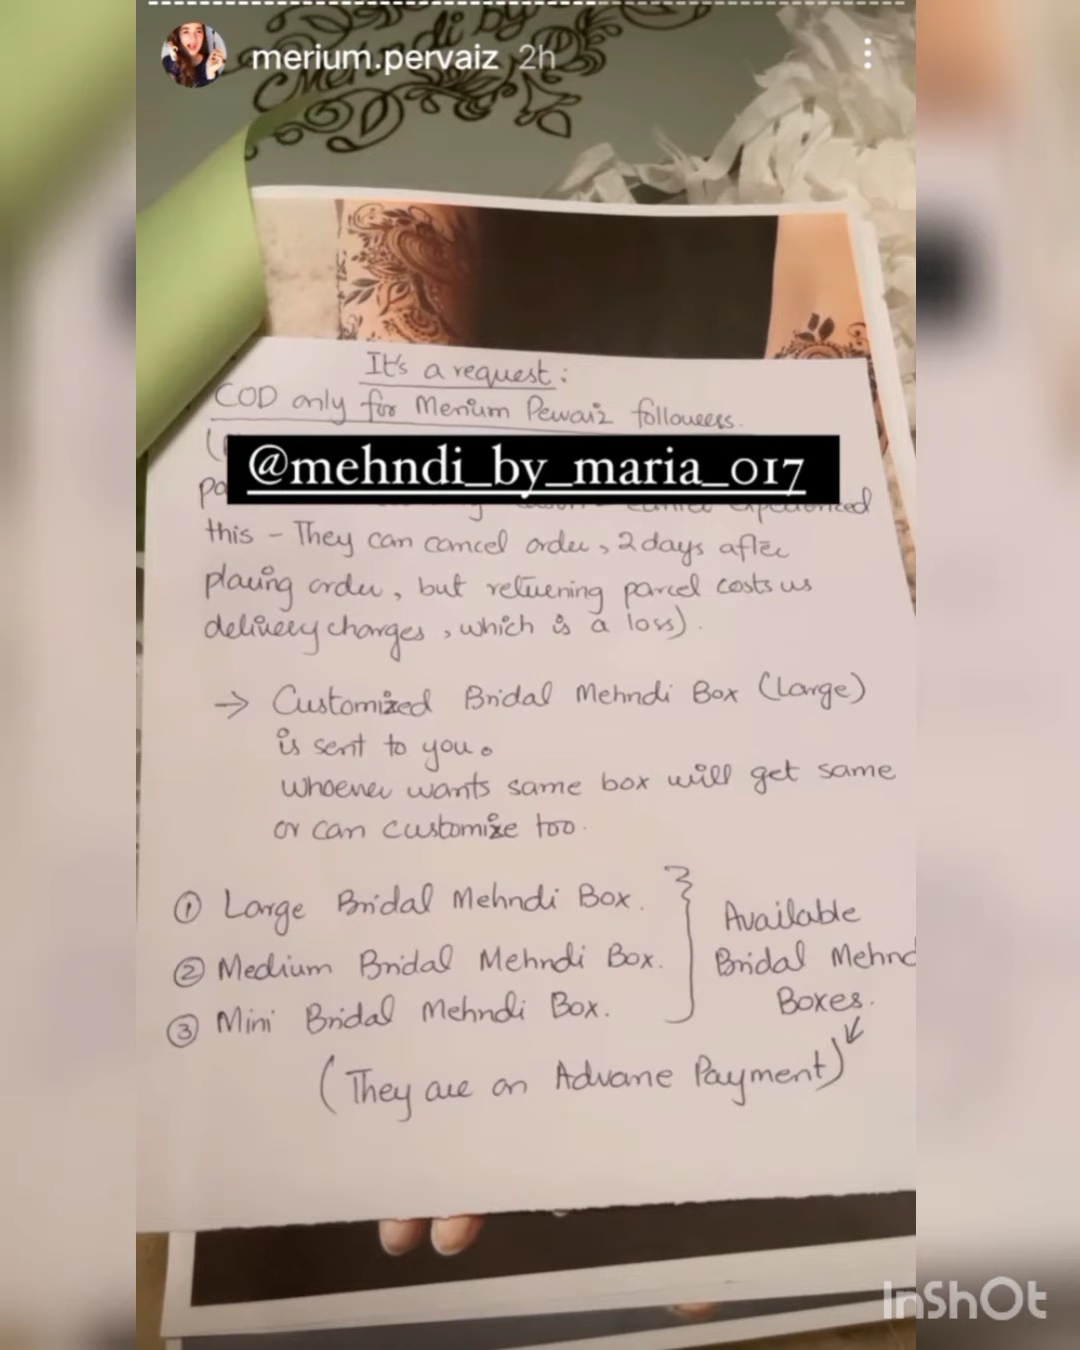 merium.pervaiz 2h
It's a request:
COD only for Merium Pewaiz followers.
@mehndi_by_maria_017
this - They can cancel order, 2 days after
placing order, but returning parcel costs us
delivery charges, which is a loss).
→ Customized Bridal Mehndi Box (Large)
is sent to you.
whoever wants same box will get same
or can customize too.
① Large Bridal Mehndi Box.
② Medium Bridal Mehndi Box.
③ Mini Bridal Mehndi Box.
Available
Bridal Mehnd
Boxes.
(They are on Advane Payment)
InShOt